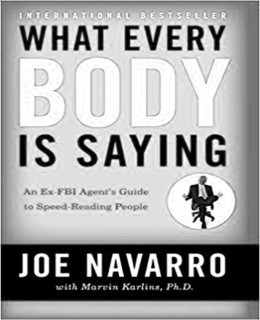 INTERNATIONAL BESTSELLER
WHAT EVERY
BODY
IS SAYING
An Ex-FBI Agent's Guide
to Speed-Reading People
JOE NAVARRO
with Marvin Karlins, Ph.D.